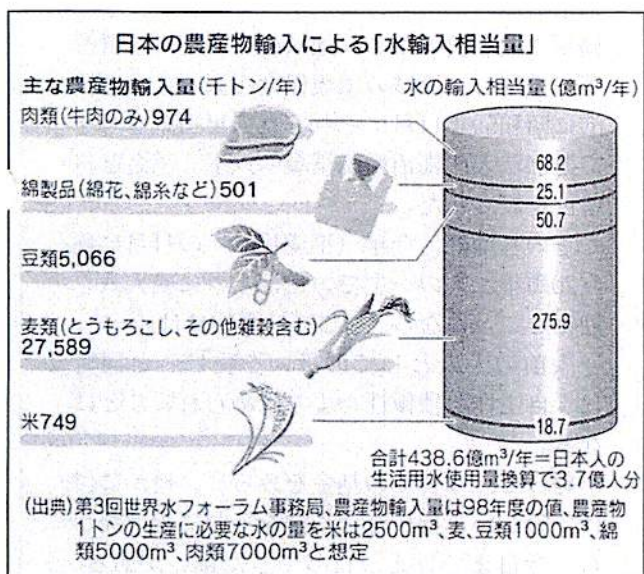 日本の農産物輸入による「水輸入相当量」
主な農産物輸入量(千トン/年)
水の輸入相当量(億m³/年)
肉類(牛肉のみ)974
68.2
綿製品(綿花、綿糸など)501
25.1
50.7
豆類5,066
麦類(とうもろこし、その他雑穀含む)
27,589
275.9
米749
18.7
合計438.6億m³/年=日本人の
生活用水使用量換算で3.7億人分
(出典)第3回世界水フォーラム事務局、農産物輸入量は98年度の値、農産物
1トンの生産に必要な水の量を米は2500m³、麦、豆類1000m³、綿
類5000m³、肉類7000m³と想定